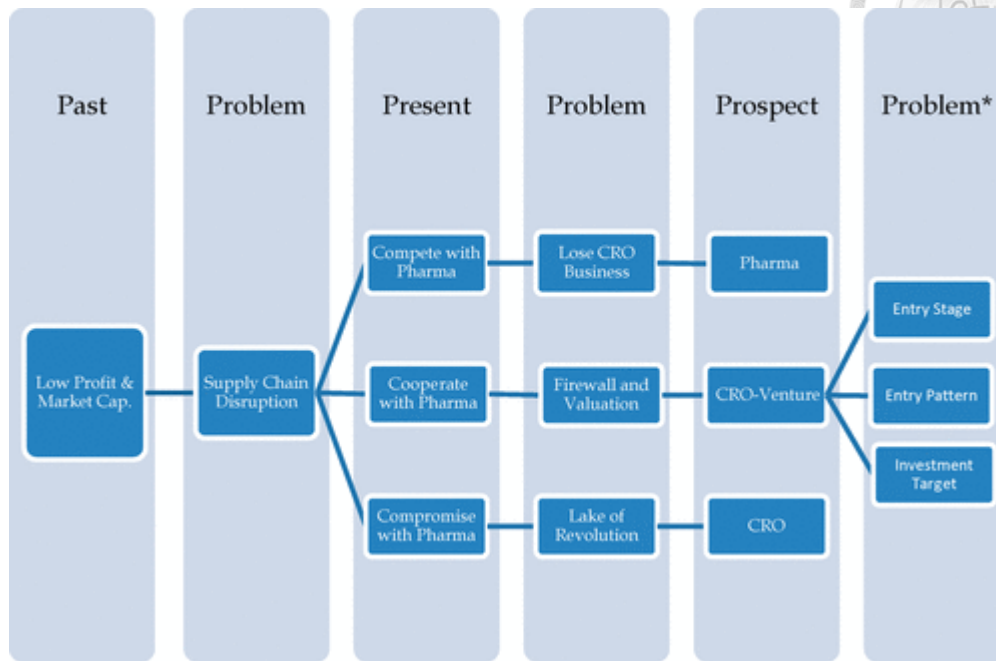 Past
Problem
Present
Problem
Prospect
Problem*
Low Profit &
Market Cap.
Supply Chain
Disruption
Compete with
Pharma
Lose CRO
Business
Pharma
Cooperate
with Pharma
Firewall and
Valuation
CRO-Venture
Compromise
with Pharma
Lake of
Revolution
CRO
Entry Stage
Entry Pattern
Investment
Target